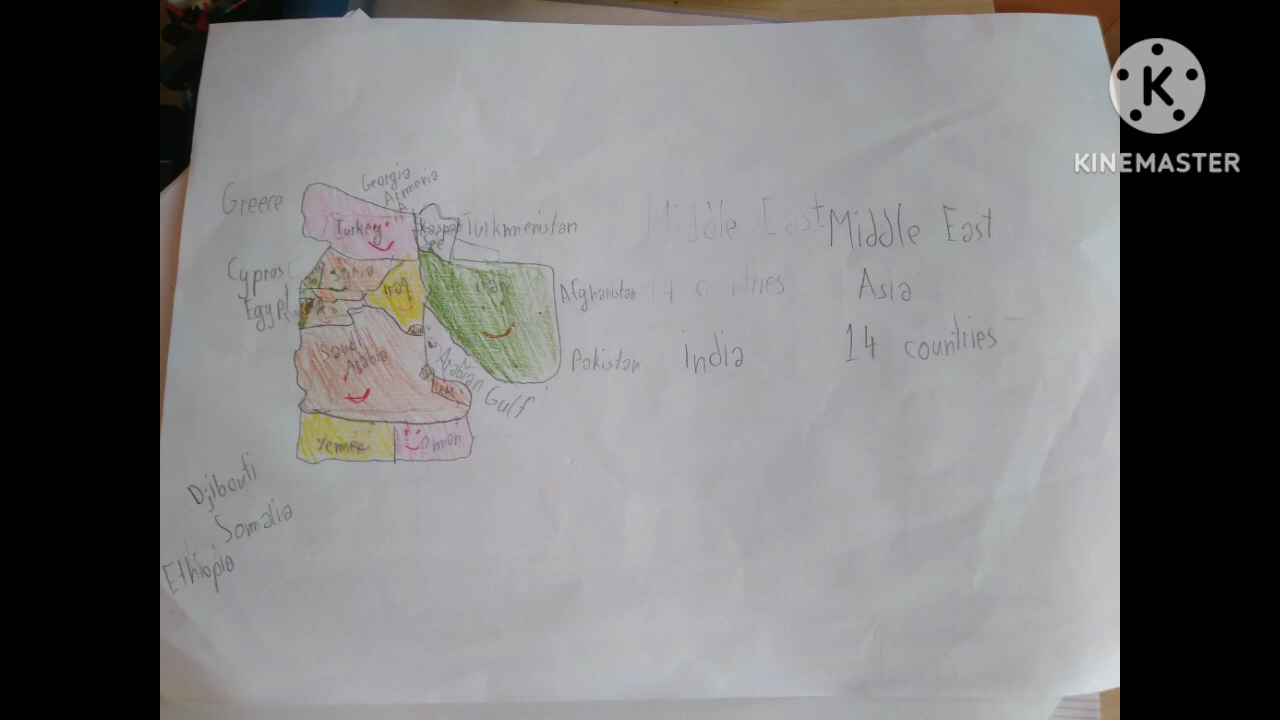 KINEMASTER
Georgia
Armenia
A
Greece
Turkey
Turkmenistan
Middle East
Middle East
Cyprus
Syria
Iraq
Iran
Afghanistan
14 countries
Asia
Egypt
Saudi
Arabia
Arabian
Gulf
Pakistan
India
14 countries
Yemen
Omen
Djibouti
Somalia
Ethiopia